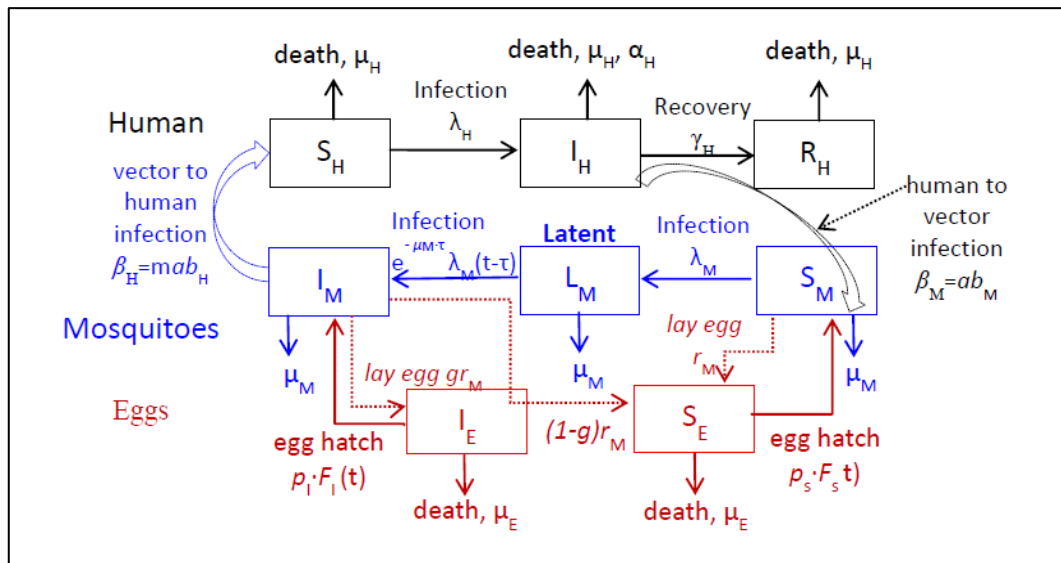 death, μH
death, μH, αH
death, μH
Infection
λH
Recovery
γH
Human
SH
IH
RH
vector to
human
infection
βH=mabH
human to
vector
infection
βM=abM
Infection
e-μM·τ λM(t-τ)
Latent
Infection
λM
IM
LM
SM
Mosquitoes
μM
μM
μM
lay egg
rM
lay egg grM
Eggs
IE
(1-g)rM
SE
egg hatch
pI·FI(t)
egg hatch
ps·Fs t)
death, μE
death, μE